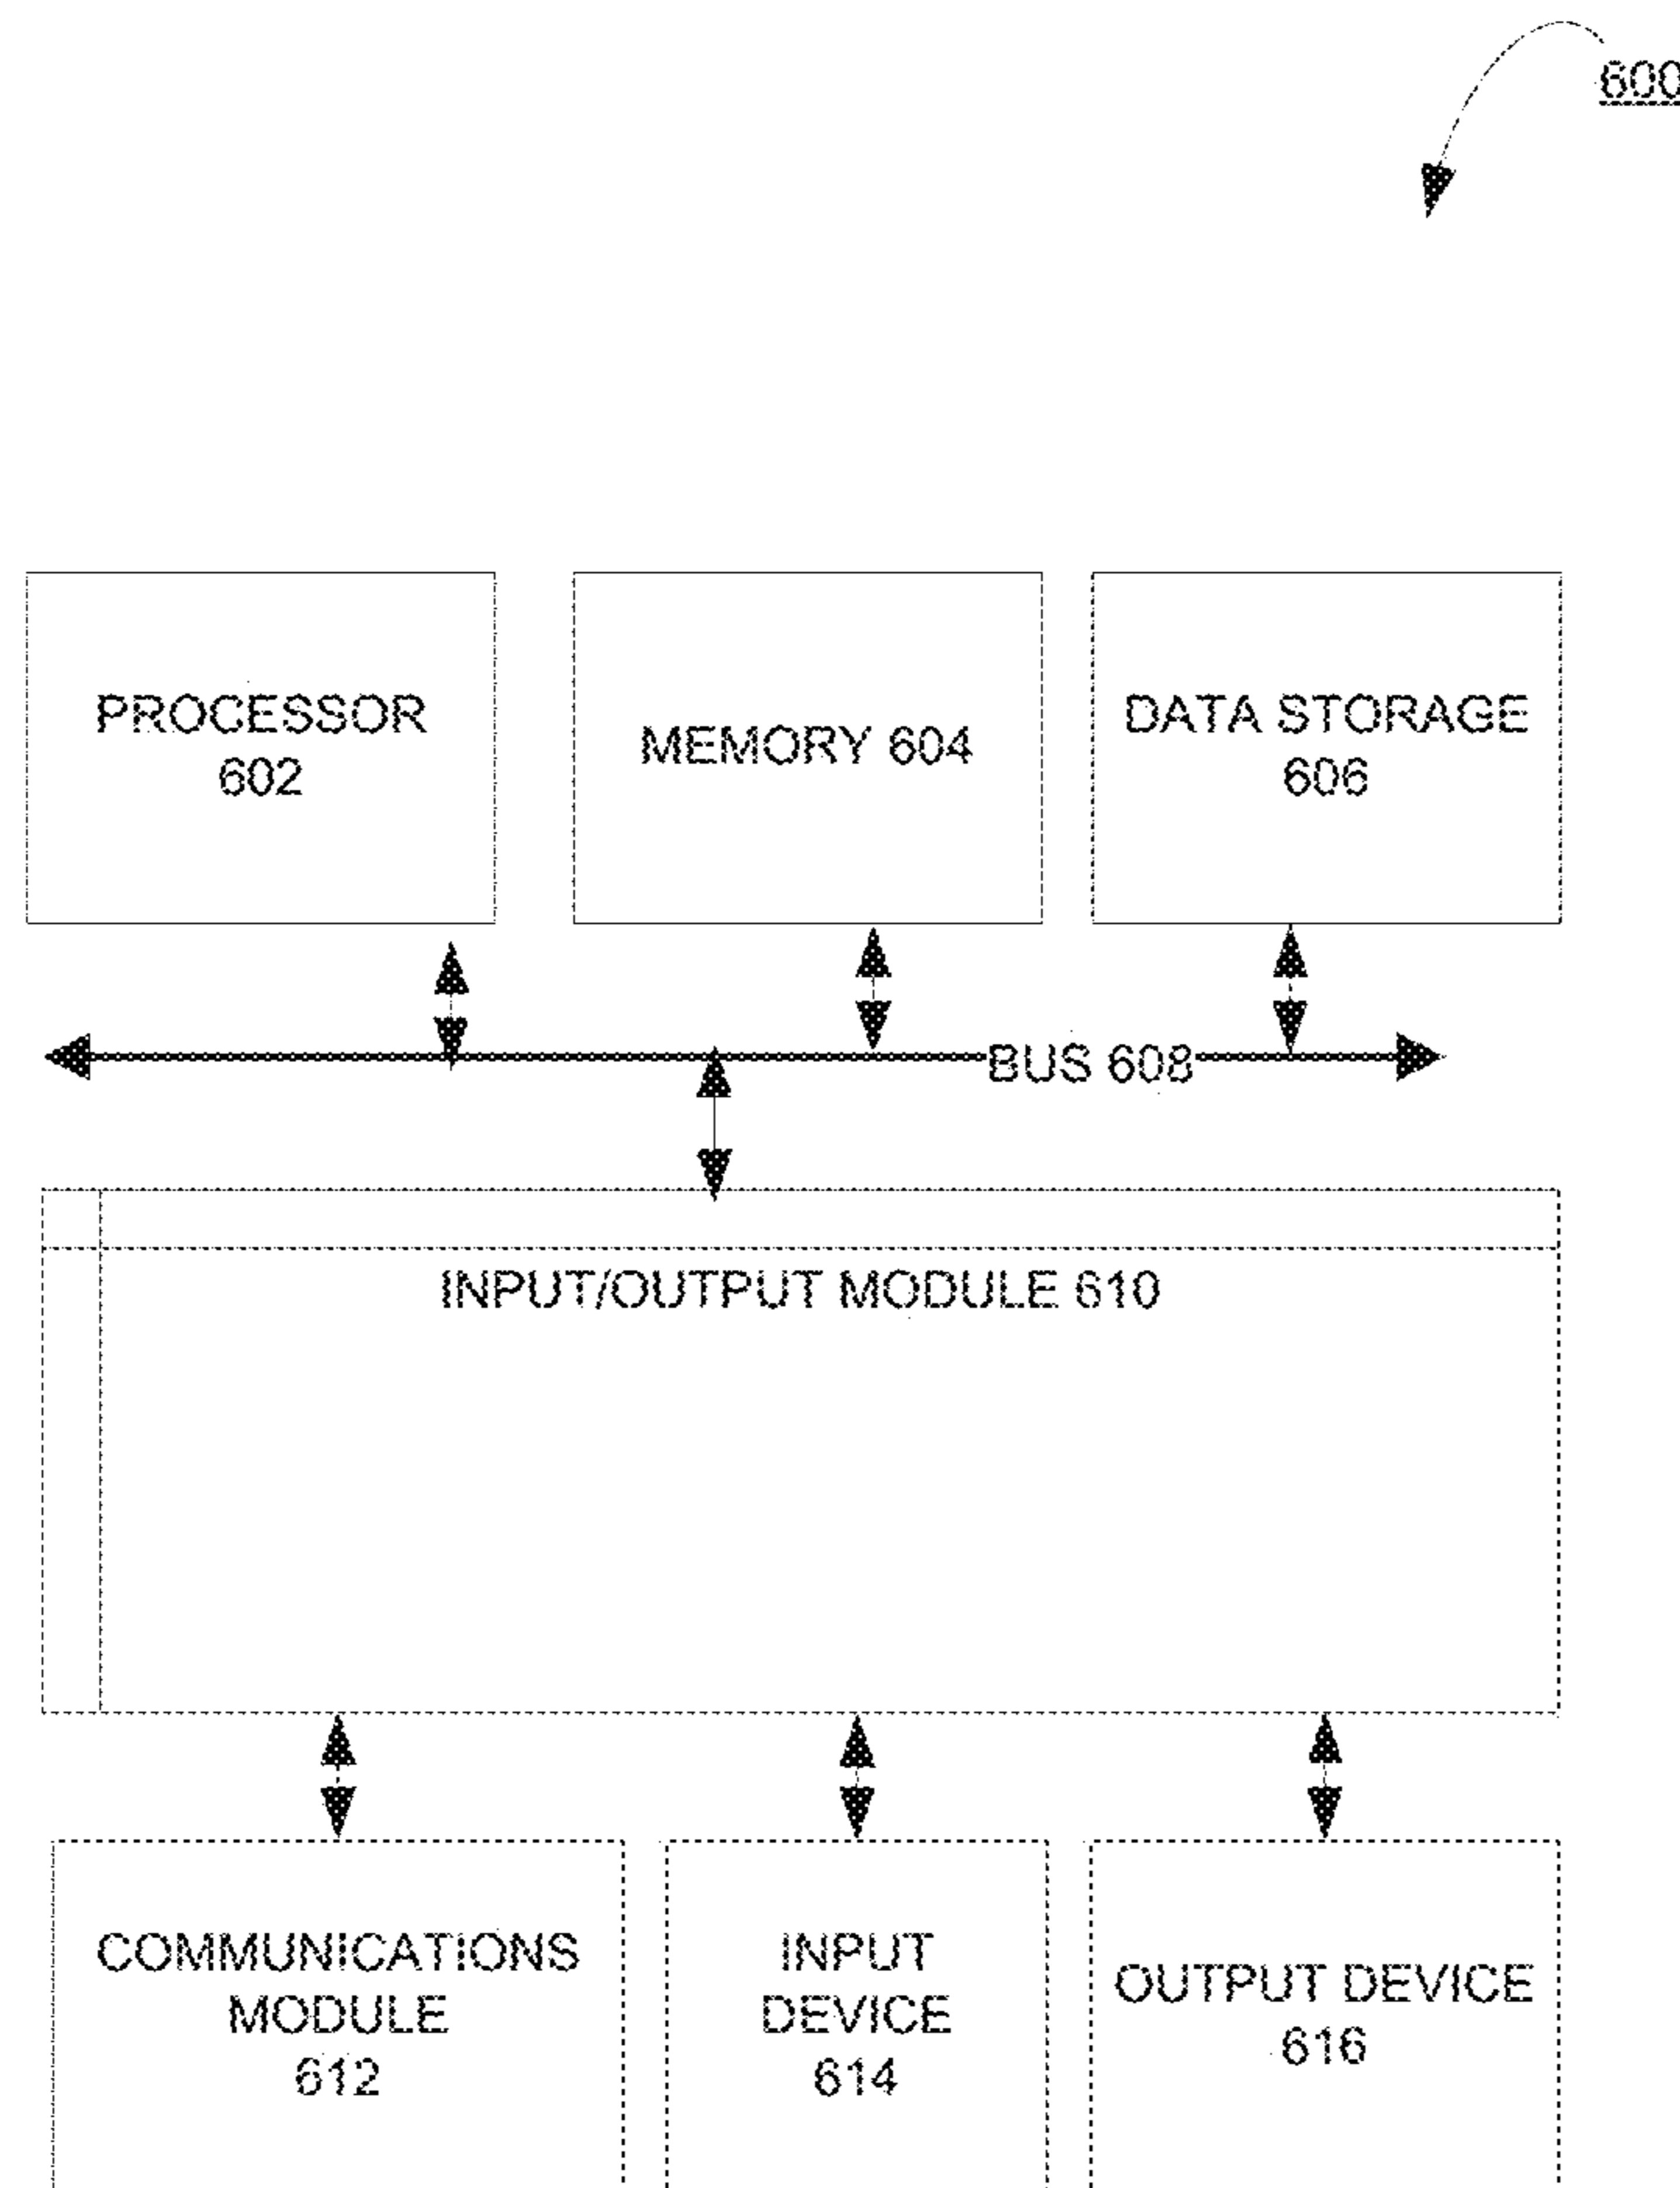 600
PROCESSOR
602
MEMORY 604
DATA STORAGE
606
BUS 608
INPUT/OUTPUT MODULE 610
COMMUNICATIONS
MODULE
612
INPUT
DEVICE
614
OUTPUT DEVICE
616